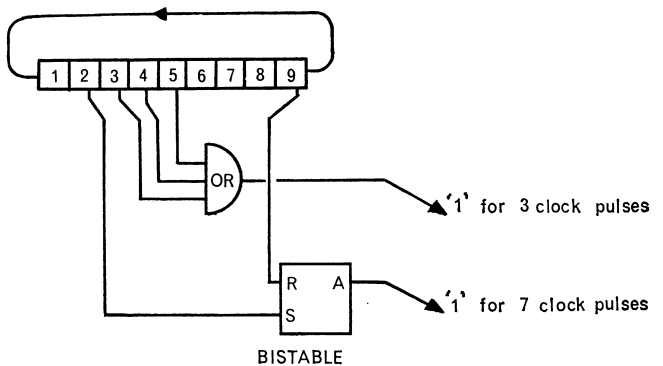 1 2 3 4 5 6 7 8 9
OR
'1' for 3 clock pulses
R A
'1' for 7 clock pulses
S
BISTABLE